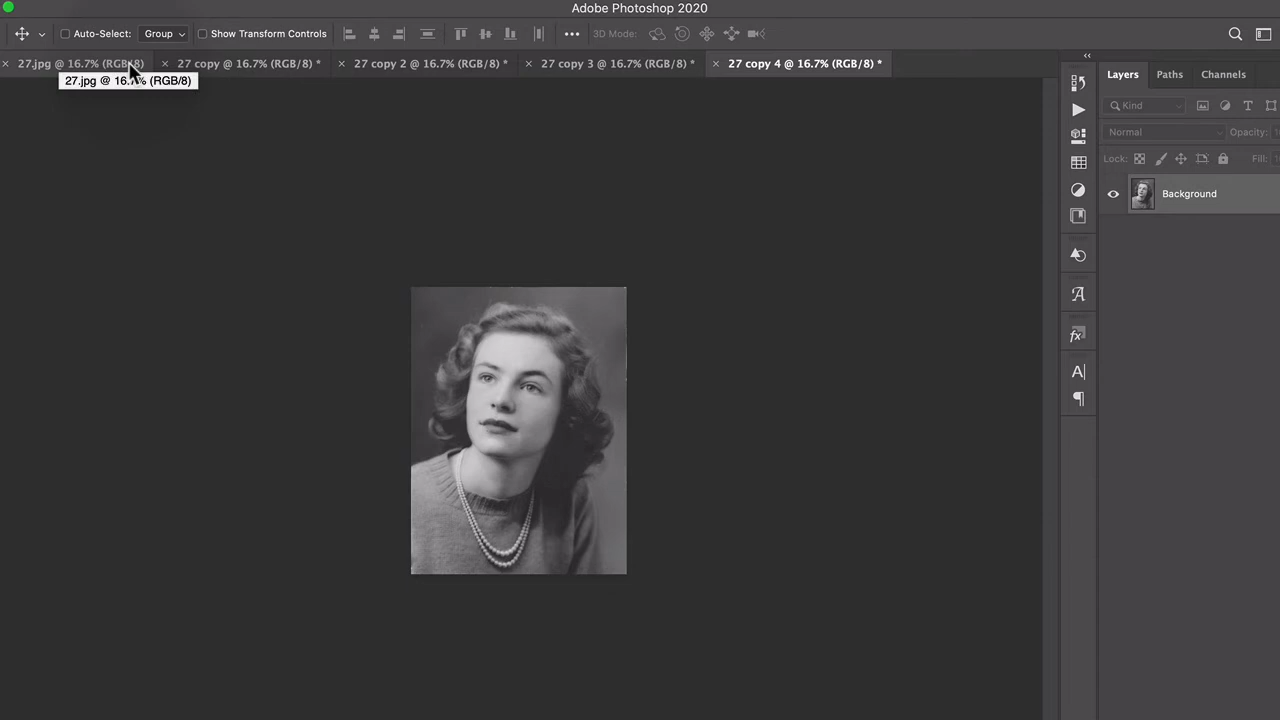 Adobe Photoshop 2020
Auto-Select: Group Show Transform Controls 3D Mode:
27.jpg @ 16.7% (RGB/8) 27 copy @ 16.7% (RGB/8) * 27 copy 2 @ 16.7% (RGB/8) * 27 copy 3 @ 16.7% (RGB/8) * 27 copy 4 @ 16.7% (RGB/8) *
27.jpg @ 16.7% (RGB/8)
Layers Paths Channels
Kind
Normal Opacity:
Lock: Fill:
Background